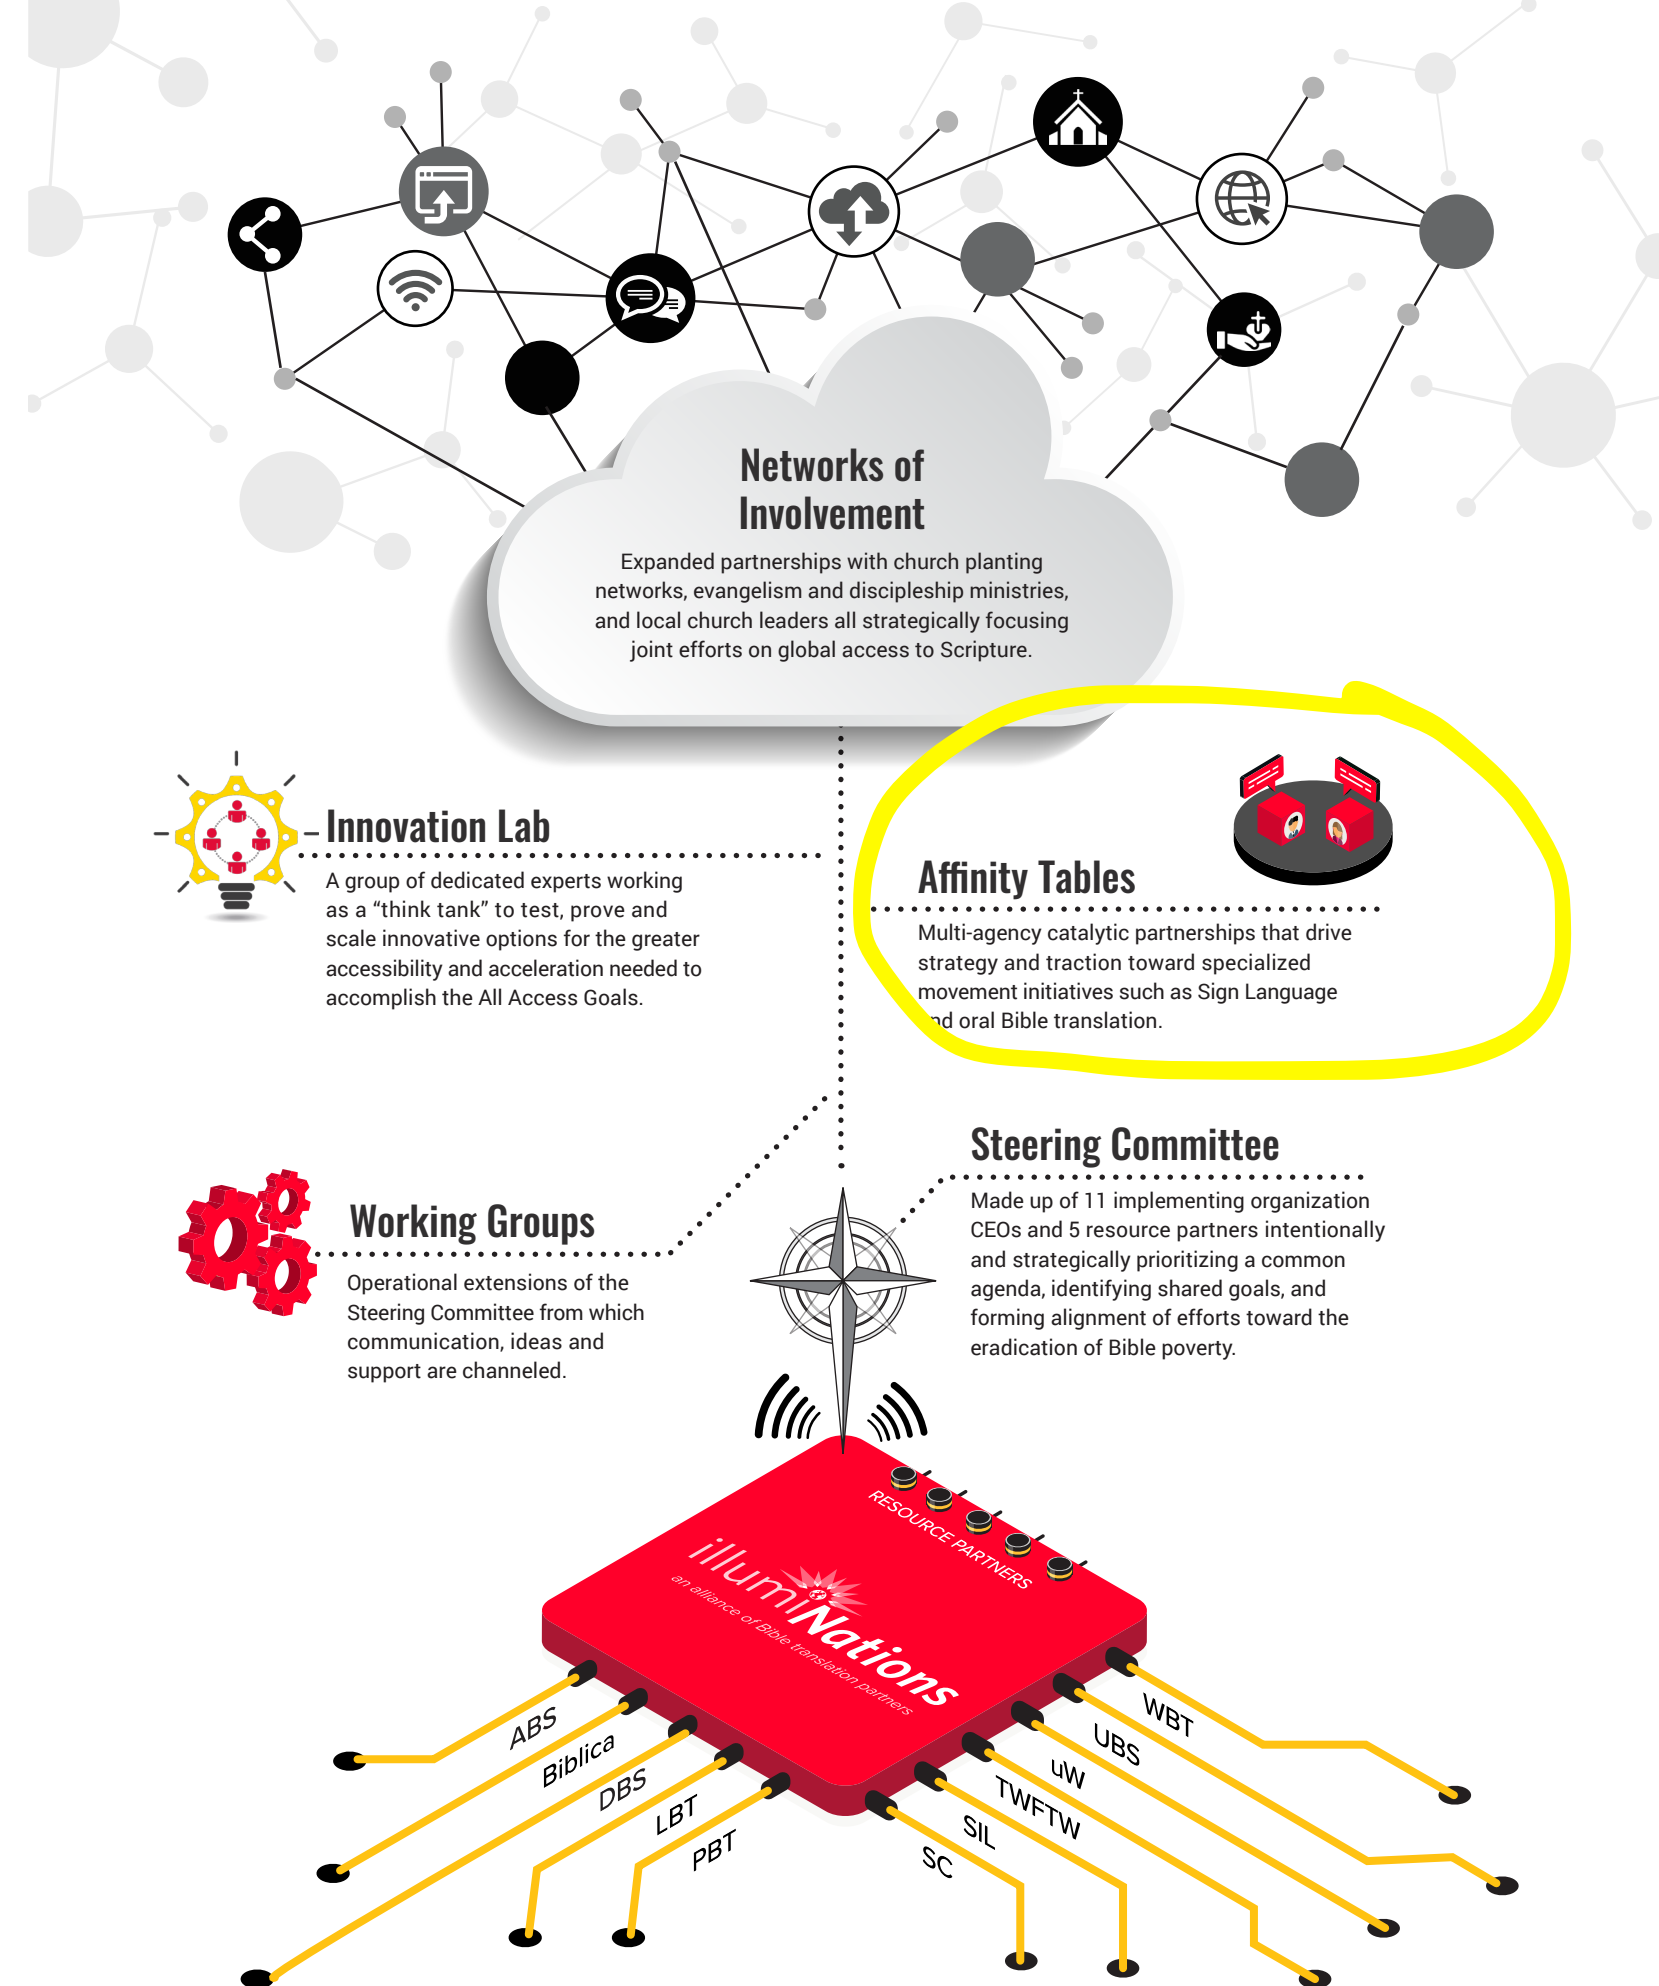 Networks of
Involvement
Expanded partnerships with church planting
networks, evangelism and discipleship ministries,
and local church leaders all strategically focusing
joint efforts on global access to Scripture.
Innovation Lab
A group of dedicated experts working
as a “think tank” to test, prove and
scale innovative options for the greater
accessibility and acceleration needed to
accomplish the All Access Goals.
Affinity Tables
Multi-agency catalytic partnerships that drive
strategy and traction toward specialized
movement initiatives such as Sign Language
and oral Bible translation.
Steering Committee
Made up of 11 implementing organization
CEOs and 5 resource partners intentionally
and strategically prioritizing a common
agenda, identifying shared goals, and
forming alignment of efforts toward the
eradication of Bible poverty.
Working Groups
Operational extensions of the
Steering Committee from which
communication, ideas and
support are channeled.
RESOURCE PARTNERS
illumiNations
an alliance of Bible translation partners
ABS
Biblica
DBS
LBT
PBT
SC
SIL
TWFTW
uW
UBS
WBT